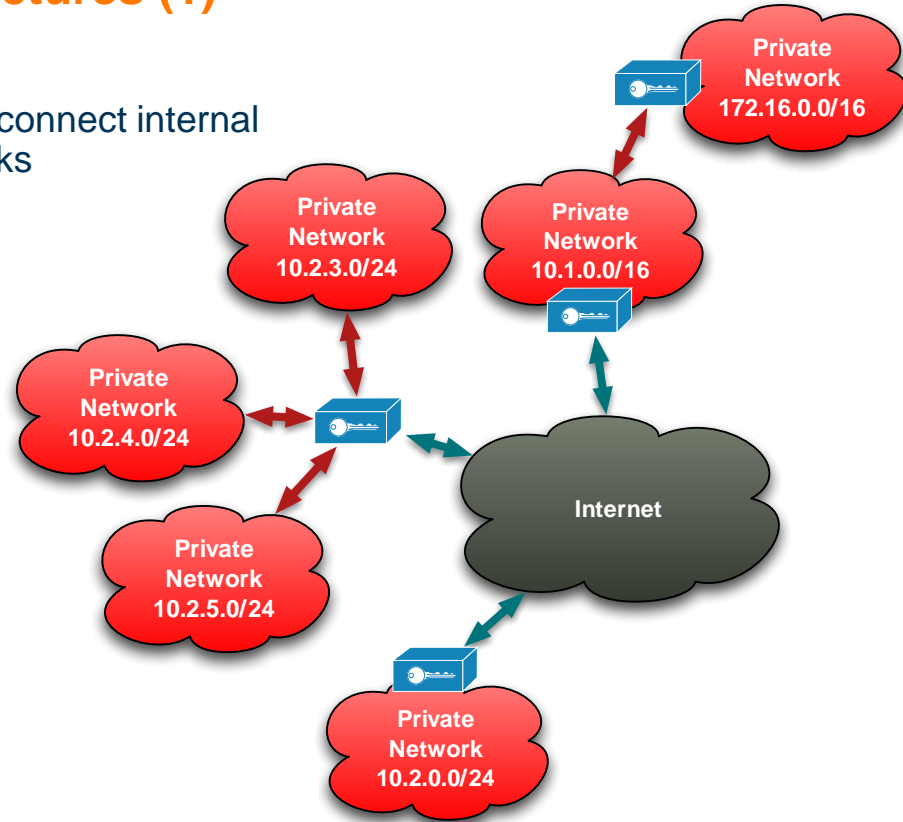 (1)
connect internal
Private
Network
172.16.0.0/16
Private
Network
10.2.3.0/24
Private
Network
10.1.0.0/16
Private
Network
10.2.4.0/24
Internet
Private
Network
10.2.5.0/24
Private
Network
10.2.0.0/24